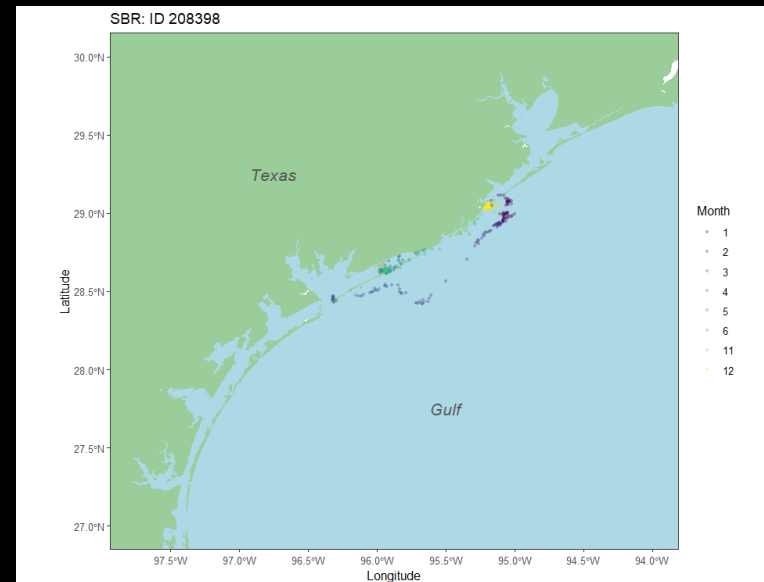 SBR: ID 208398
30.0°N
29.5°N
29.0°N
28.5°N
28.0°N
27.5°N
27.0°N
Latitude
Texas
Gulf
97.5°W 97.0°W 96.5°W 96.0°W 95.5°W 95.0°W 94.5°W 94.0°W
Longitude
Month
1
2
3
4
5
6
11
12